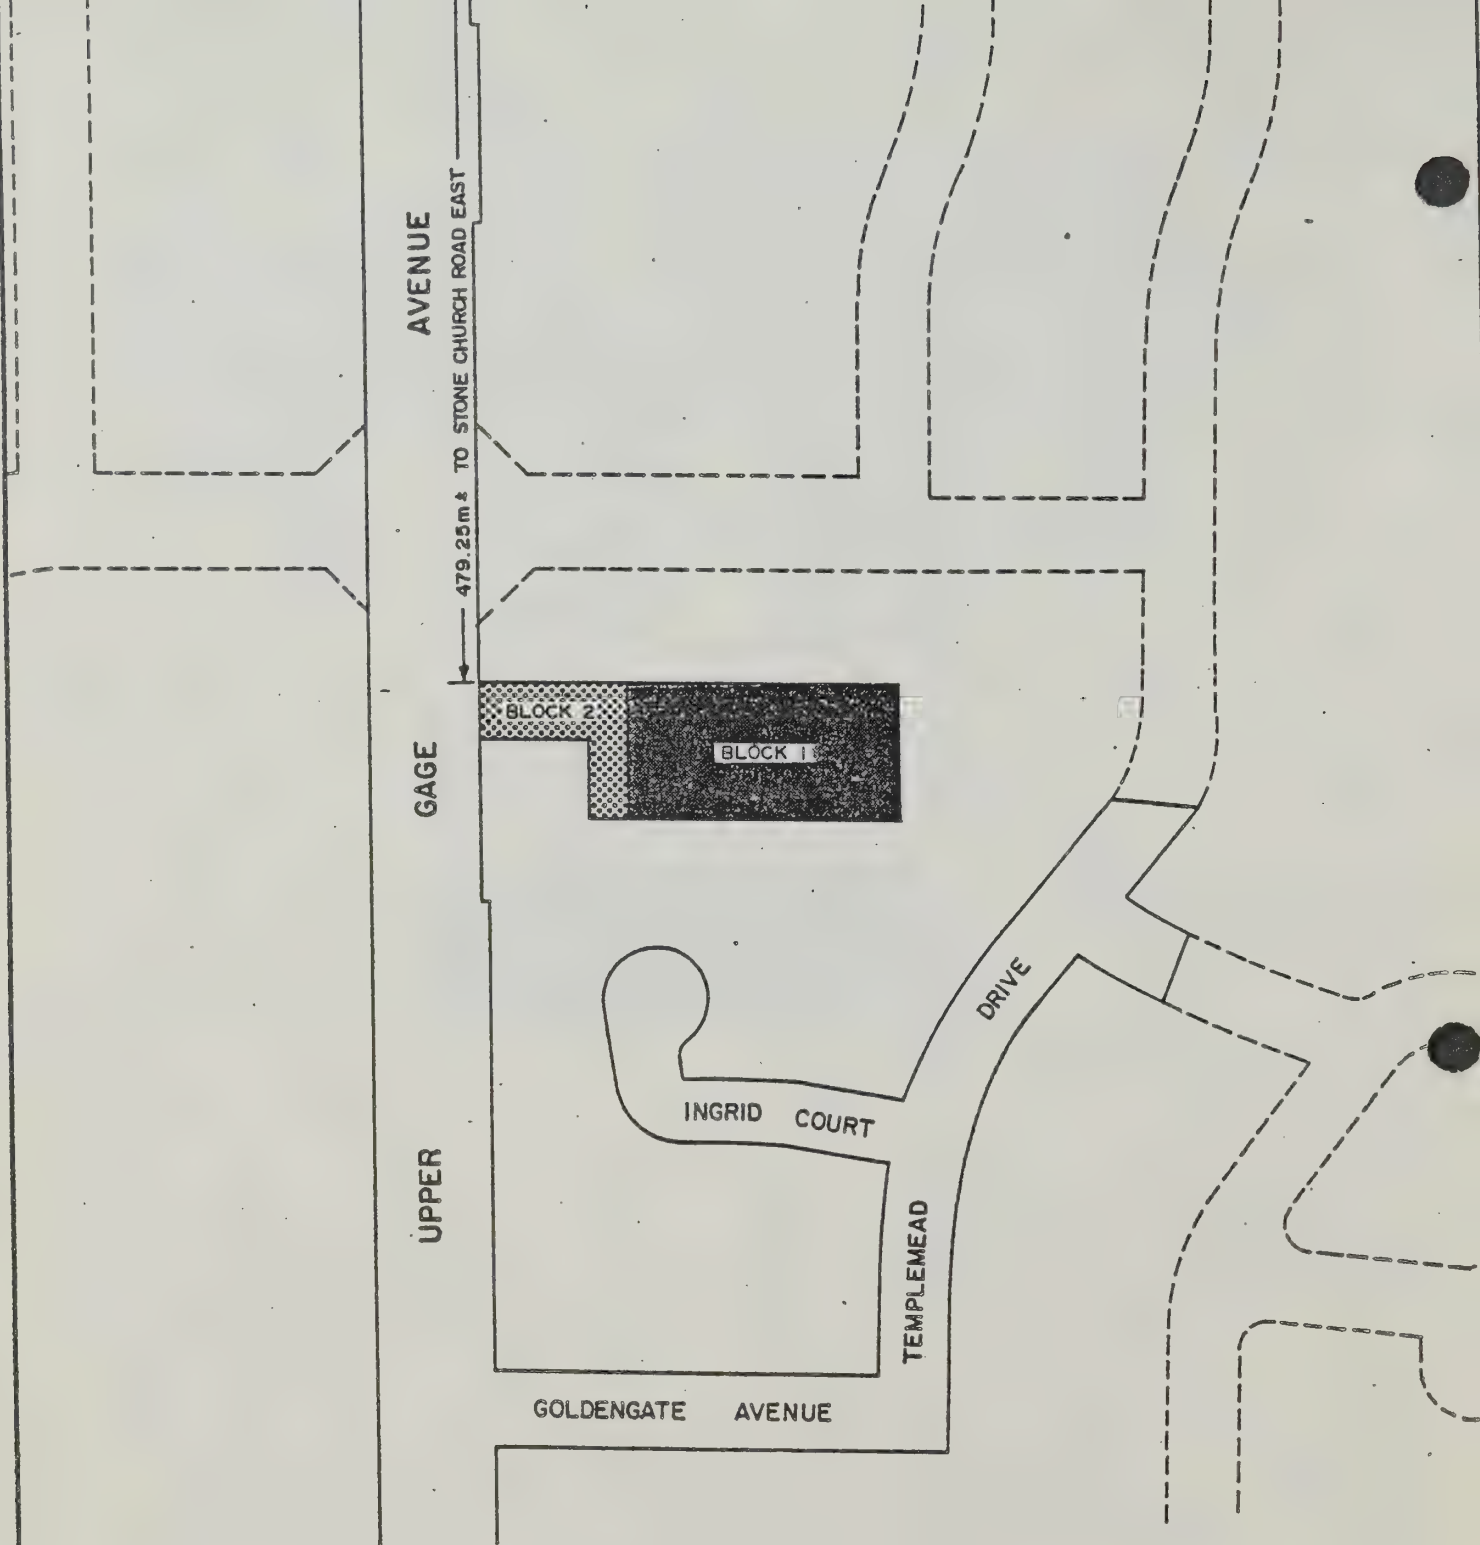 AVENUE
479.25m± TO STONE CHURCH ROAD EAST
BLOCK 2
BLOCK 1
GAGE
DRIVE
INGRID COURT
UPPER
TEMPLEMEAD
GOLDENGATE AVENUE